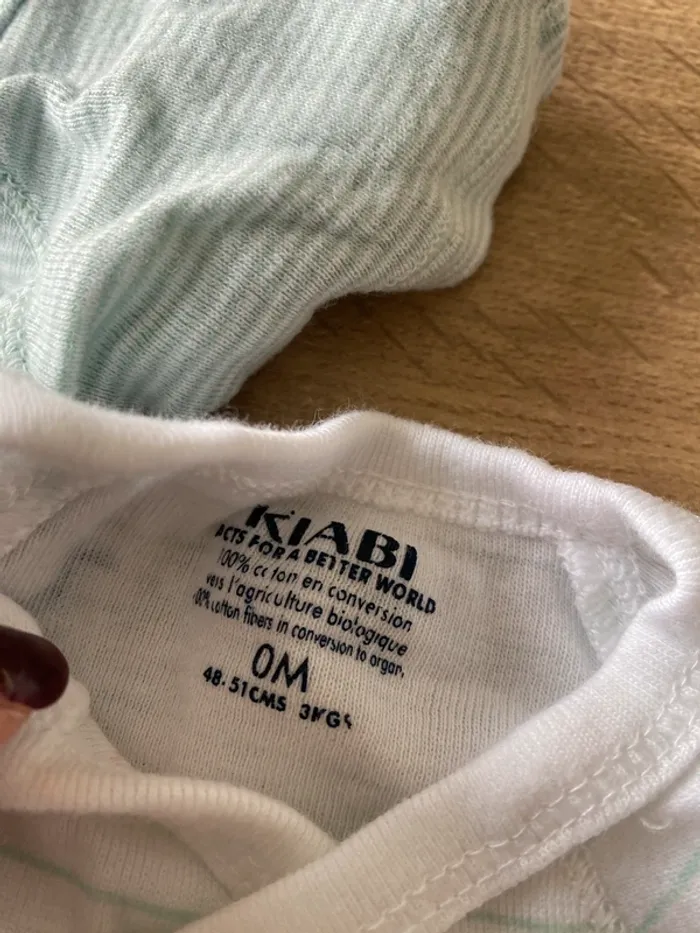 KIABI
ACTS FOR A BETTER WORLD
100% coton en conversion
vers l'agriculture biologique
100% cotton fibers in conversion to organ.
0M
48-51CMS 3KGS